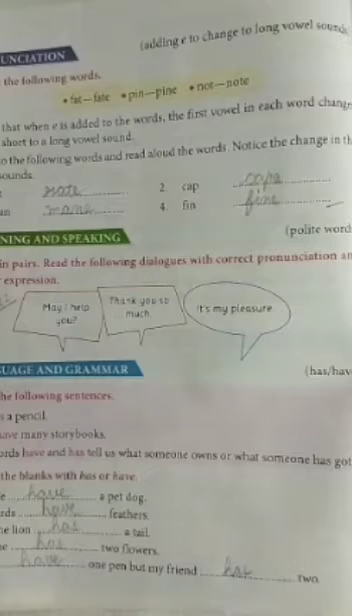 (adding e to change to long vowel sounds
UNCIATION
the following words.
• fat—fate • pin—pine • not—note
that when e is added to the words, the first vowel in each word chang
short to a long vowel sound.
o the following words and read aloud the words. Notice the change in th
ounds.
2. cap cape
an mane 4. fin fine
(polite word
NING AND SPEAKING
in pairs. Read the following dialogues with correct pronunciation an
expression.
May I help you?
Thank you so much.
It's my pleasure.
UAGE AND GRAMMAR (has/hav
he following sentences.
s a pencil.
ave many storybooks.
ords have and has tell us what someone owns or what someone has got
the blanks with has or have.
e have a pet dog.
rds have feathers.
he lion has a tail.
e has two flowers.
have one pen but my friend has two.